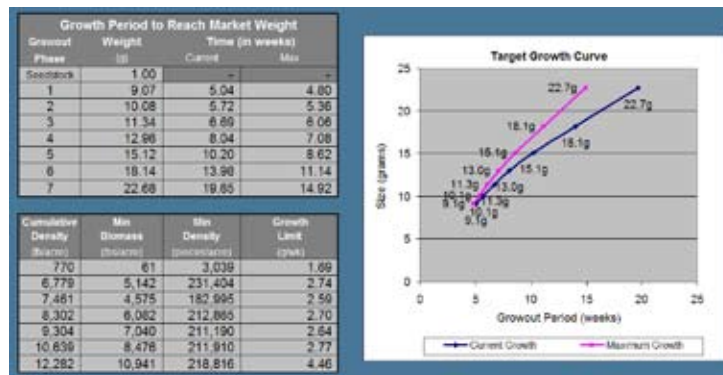 Growth Period to Reach Market Weight
Growout Weight Time (in weeks)
Phase (g) Current Max
Seedstock 1.00 - -
1 9.07 5.04 4.80
2 10.08 5.72 5.36
3 11.34 6.69 6.06
4 12.96 8.04 7.08
5 15.12 10.20 8.62
6 18.14 13.98 11.14
7 22.68 19.65 14.92
Cumulative Min Min Growth
Density Biomass Density Limit
(lbs/acre) (lbs/acre) (pieces/acre) (g/wk)
770 61 3,039 1.69
6,779 5,142 231,404 2.74
7,461 4,575 182,995 2.59
8,302 6,082 212,865 2.70
9,304 7,040 211,190 2.64
10,639 8,476 211,910 2.77
12,282 10,941 218,816 4.46
Target Growth Curve
25
20
15
10
5
0
Size (grams)
22.7g
22.7g
18.1g
18.1g
15.1g
15.1g
13.0g
13.0g
11.3g
11.3g
10.1g
10.1g
9.1g
9.1g
0 5 10 15 20 25
Growout Period (weeks)
Current Growth Maximum Growth